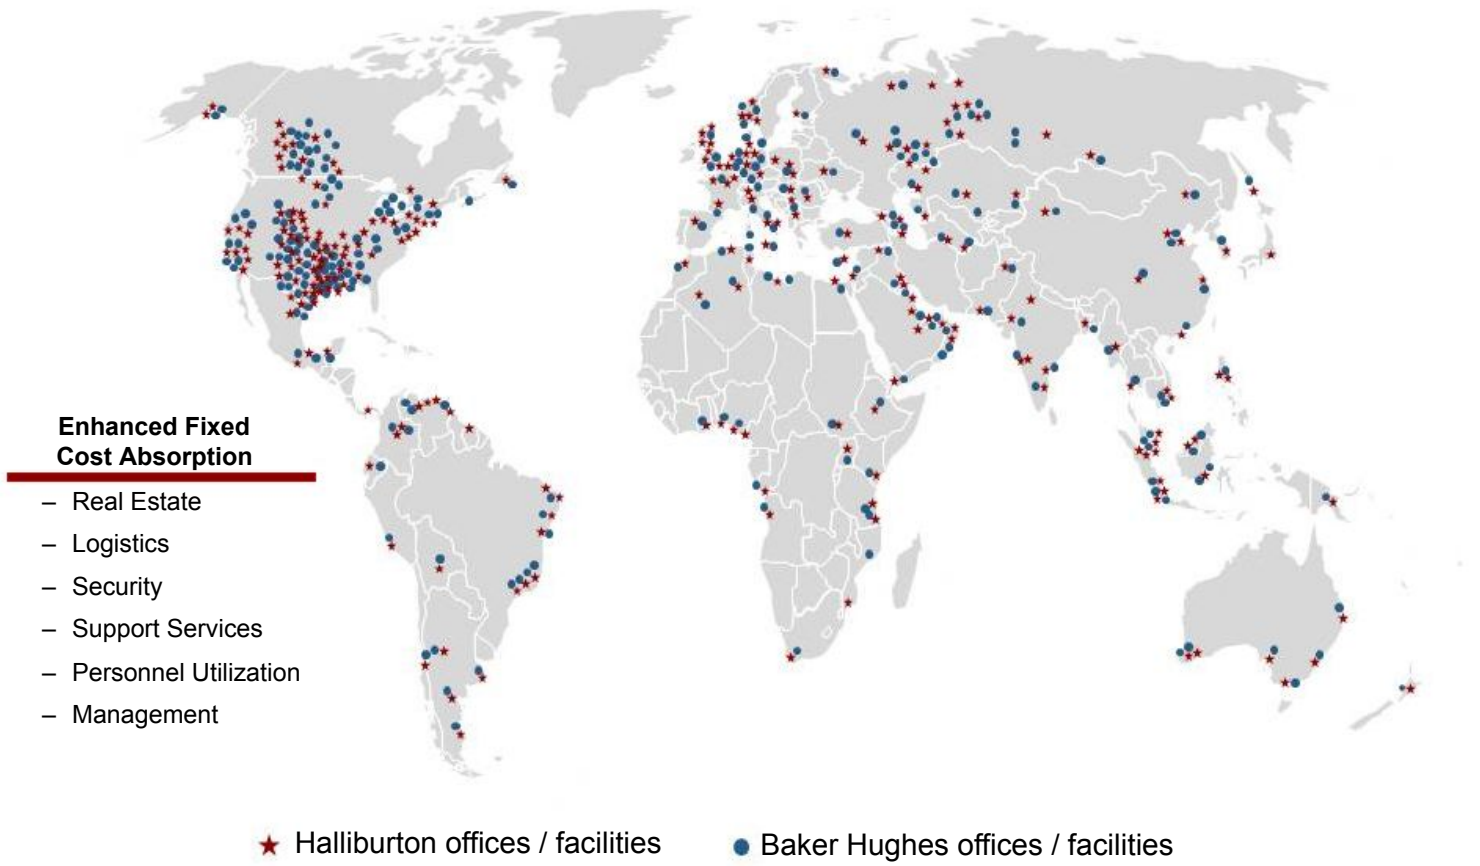 Enhanced Fixed
Cost Absorption
– Real Estate
– Logistics
– Security
– Support Services
– Personnel Utilization
– Management
Halliburton offices / facilities
Baker Hughes offices / facilities